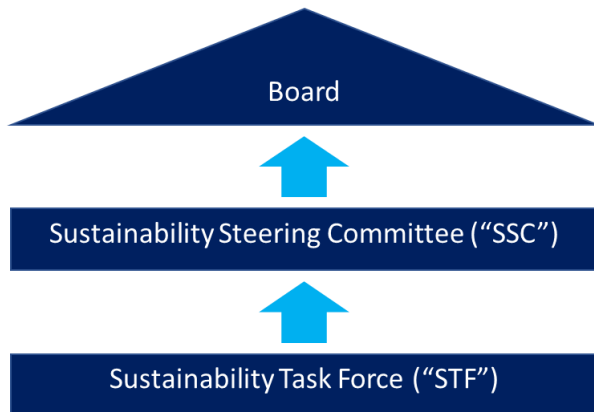 Board
Sustainability Steering Committee (“SSC”)
Sustainability Task Force (“STF”)